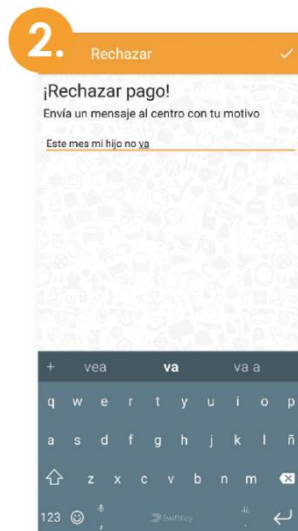 2.
Rechazar
¡Rechazar pago!
Envía un mensaje al centro con tu motivo
Este mes mi hijo no va
+ vea va va a
q w e r t y u i o p
a s d f g h j k l ñ
z x c v b n m
123 , SwiftKey .